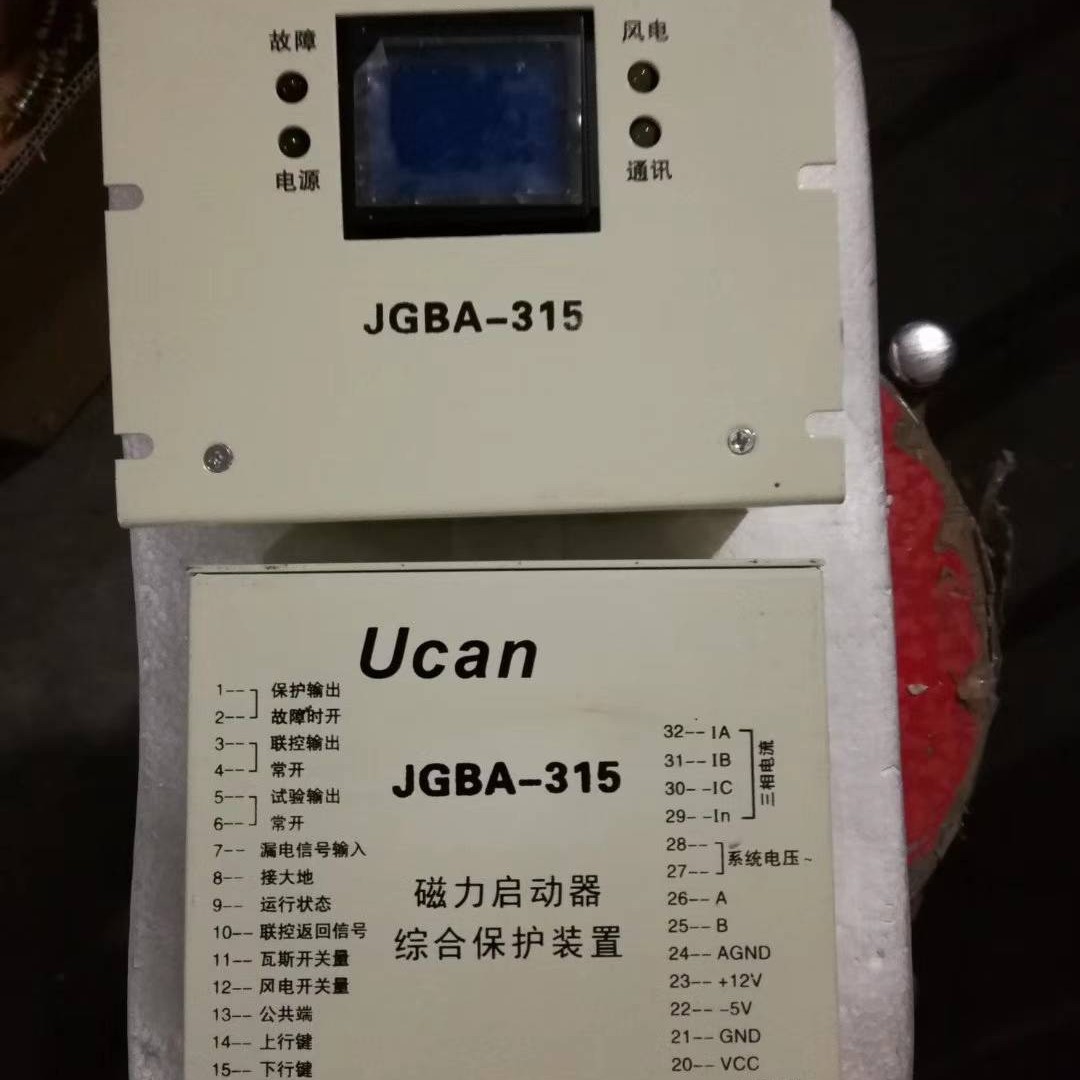 故障
风电
电源
通讯
JGBA-315
Ucan
1-- 保护输出
2-- 故障时开
3-- 联控输出
4-- 常开
5-- 试验输出
6-- 常开
7-- 漏电信号输入
8-- 接大地
9-- 运行状态
10-- 联控返回信号
11-- 瓦斯开关量
12-- 风电开关量
13-- 公共端
14-- 上行键
15-- 下行键
JGBA-315
磁力启动器
综合保护装置
32-- IA
31-- IB
30- -IC
29- -In
三相电流
28--
27--
系统电压~
26-- A
25-- B
24-- AGND
23-- +12V
22-- -5V
21-- GND
20-- VCC